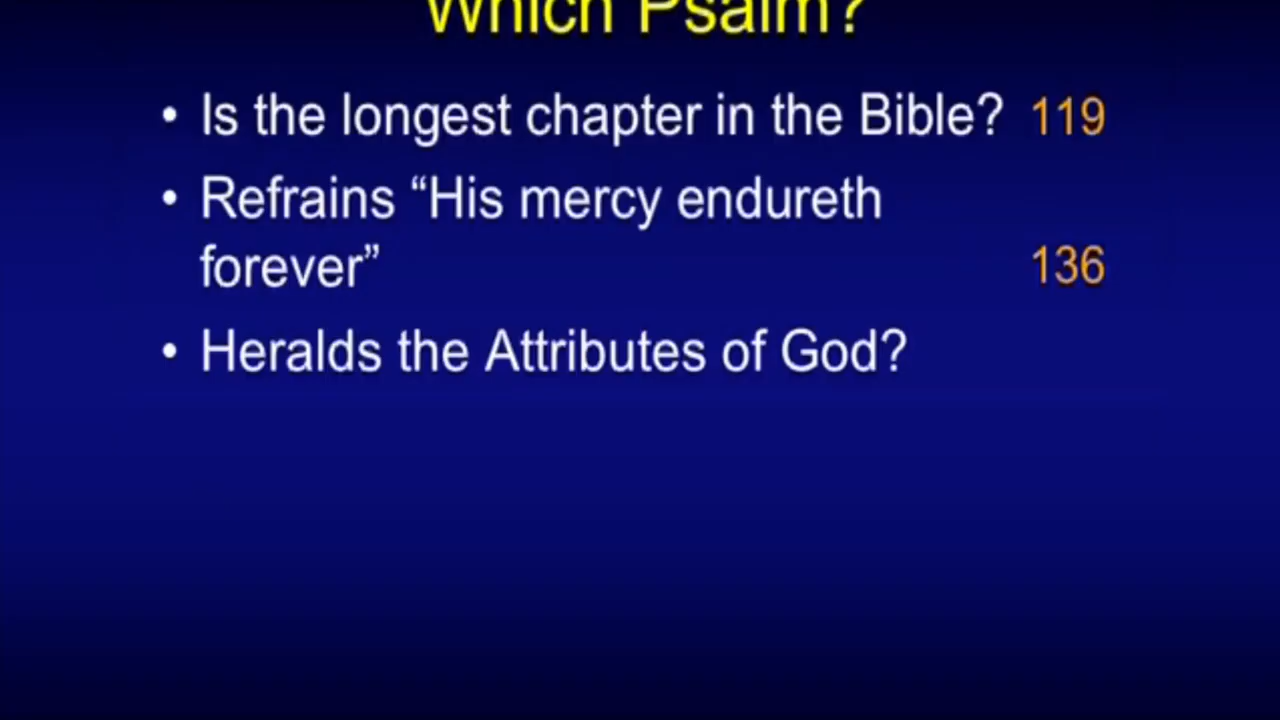 Which Psalm?
• Is the longest chapter in the Bible? 119
• Refrains “His mercy endureth
forever” 136
• Heralds the Attributes of God?